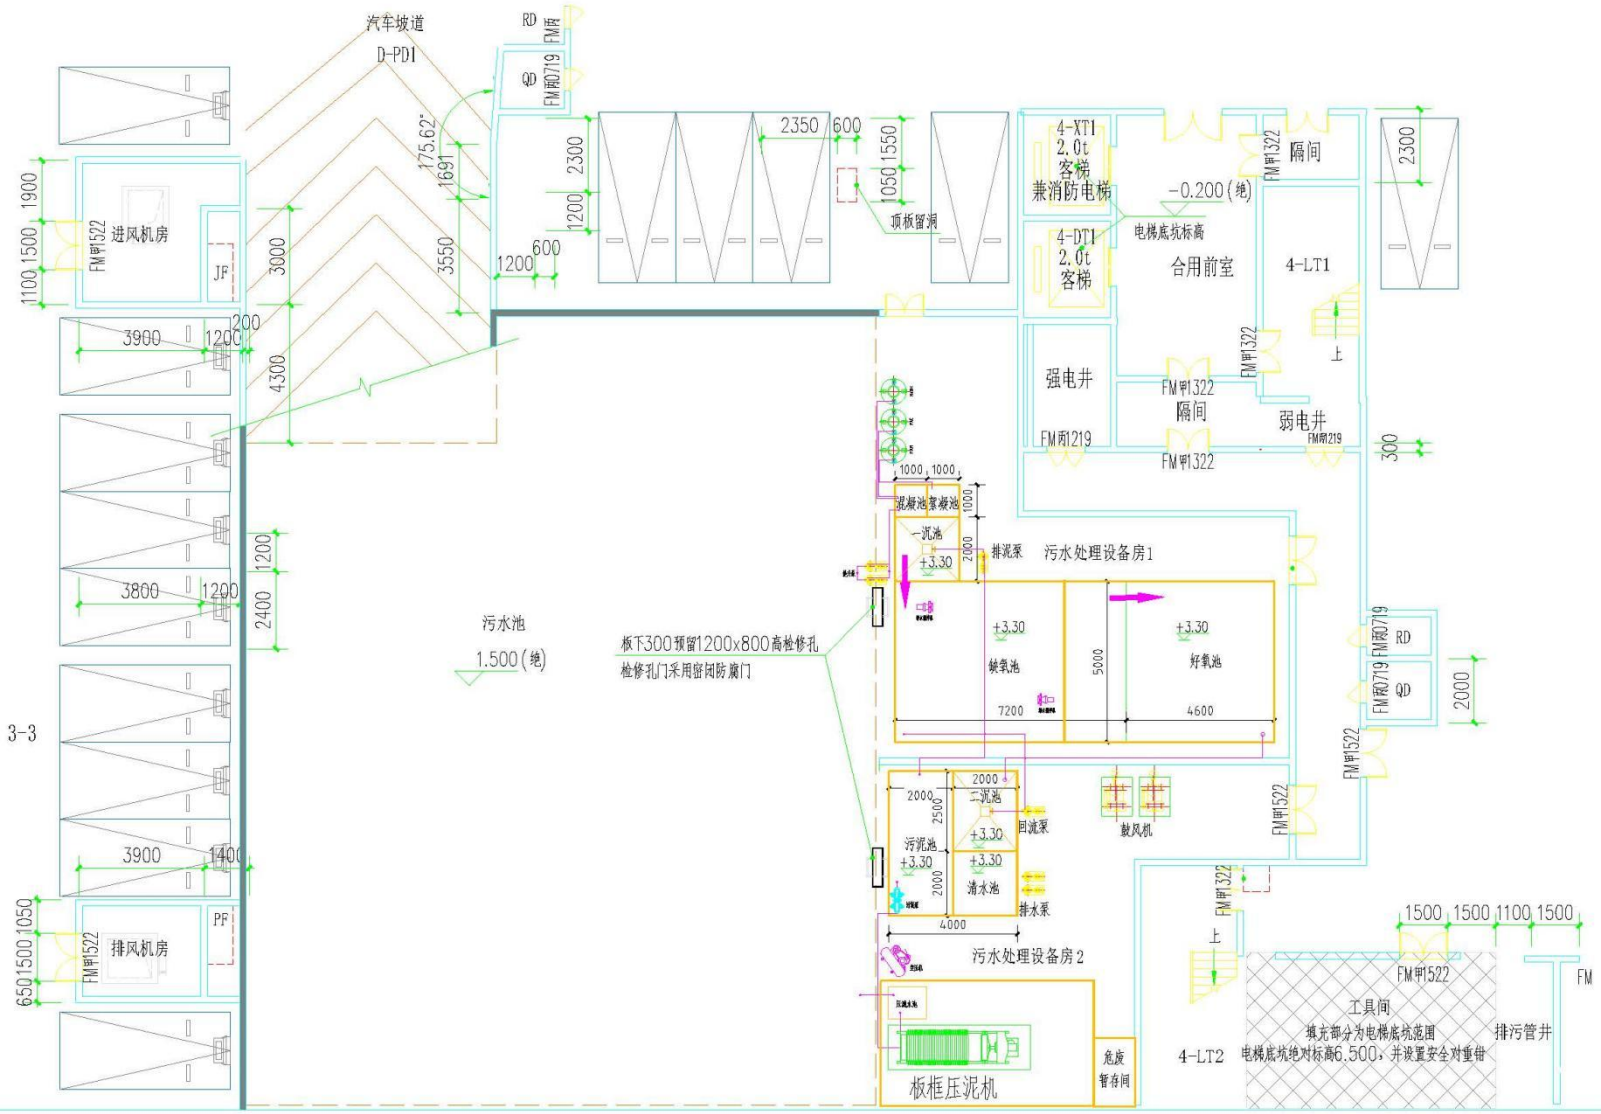 汽车坡道
D-PD1
RD
FM丙
QD
FM丙0719
175.62°
1691
3550
2300
1200
1200
600
2350
600
1550
1050
顶板留洞
4-XT1
2.0t
客梯
兼消防电梯
4-DT1
2.0t
客梯
-0.200(绝)
电梯底坑标高
合用前室
FM甲1322
隔间
4-LT1
上
2300
FM甲1322
强电井
FM丙1219
FM甲1322
隔间
FM甲1322
弱电井
300
1900
1500
1100
FM甲1522
进风机房
JF
3900
4300
200
3900
1200
1200
2400
3800
1200
3-3
3900
1400
1050
1500
650
FM甲1522
排风机房
PF
污水池
1.500(绝)
板下300预留1200x800高检修孔
检修孔门采用密闭防腐门
1000
1000
混凝池
絮凝池
1000
一沉池
+3.30
2000
排泥泵
污水处理设备房1
+3.30
缺氧池
5000
+3.30
好氧池
7200
4600
FM丙0719
RD
FM丙0719
QD
2000
FM甲1522
FM甲1522
2000
2000
二沉池
2500
+3.30
回流泵
污泥池
+3.30
2000
+3.30
清水池
排水泵
4000
鼓风机
污水处理设备房2
板框压泥机
危废
暂存间
FM甲1322
上
4-LT2
1500
1500
1100
1500
FM甲1522
FM
工具间
填充部分为电梯底坑范围
电梯底坑绝对标高6.500，并设置安全对重钳
排污管井